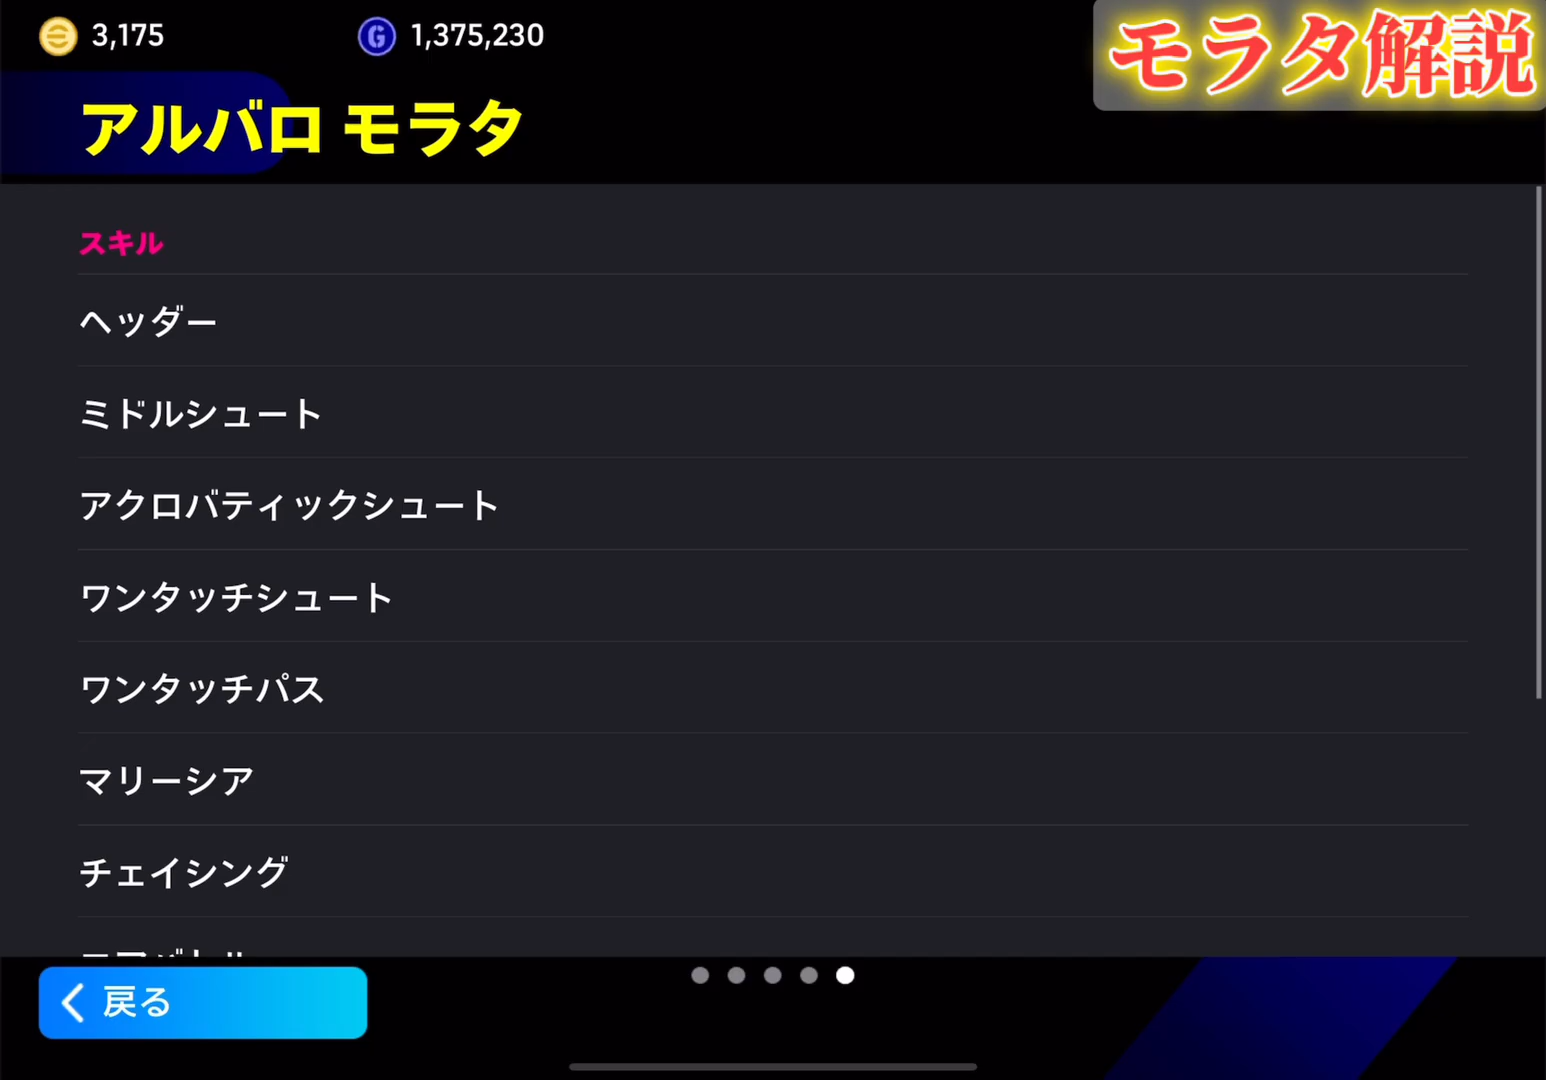 3,175
1,375,230
モラタ解説
アルバロ モラタ
スキル
ヘッダー
ミドルシュート
アクロバティックシュート
ワンタッチシュート
ワンタッチパス
マリーシア
チェイシング
戻る